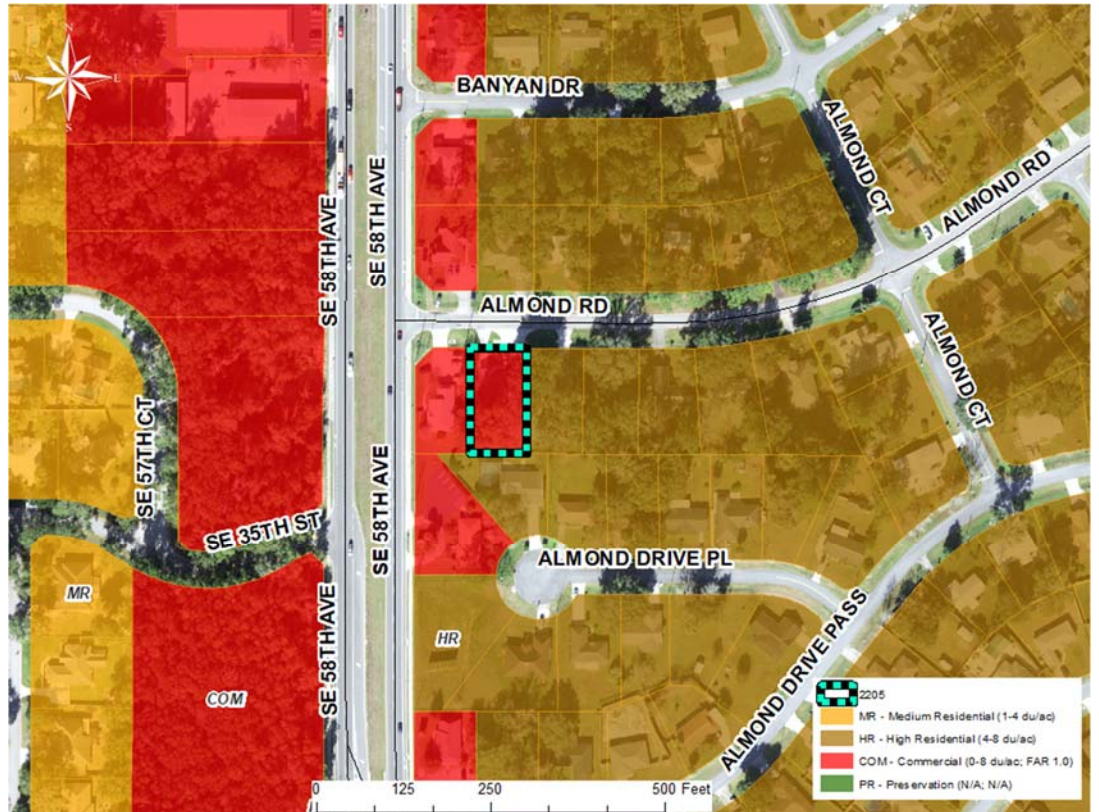 N
W E
S
BANYAN DR
ALMOND CT
ALMOND RD
SE 58TH AVE
SE 58TH AVE
ALMOND RD
ALMOND CT
SE 57TH CT
SE 58TH AVE
SE 35TH ST
ALMOND DRIVE PL
MR
SE 58TH AVE
HR
ALMOND DRIVE PASS
COM
2205
MR - Medium Residential (1-4 du/ac)
HR - High Residential (4-8 du/ac)
COM - Commercial (0-8 du/ac; FAR 1.0)
PR - Preservation (N/A; N/A)
0 125 250 500 Feet